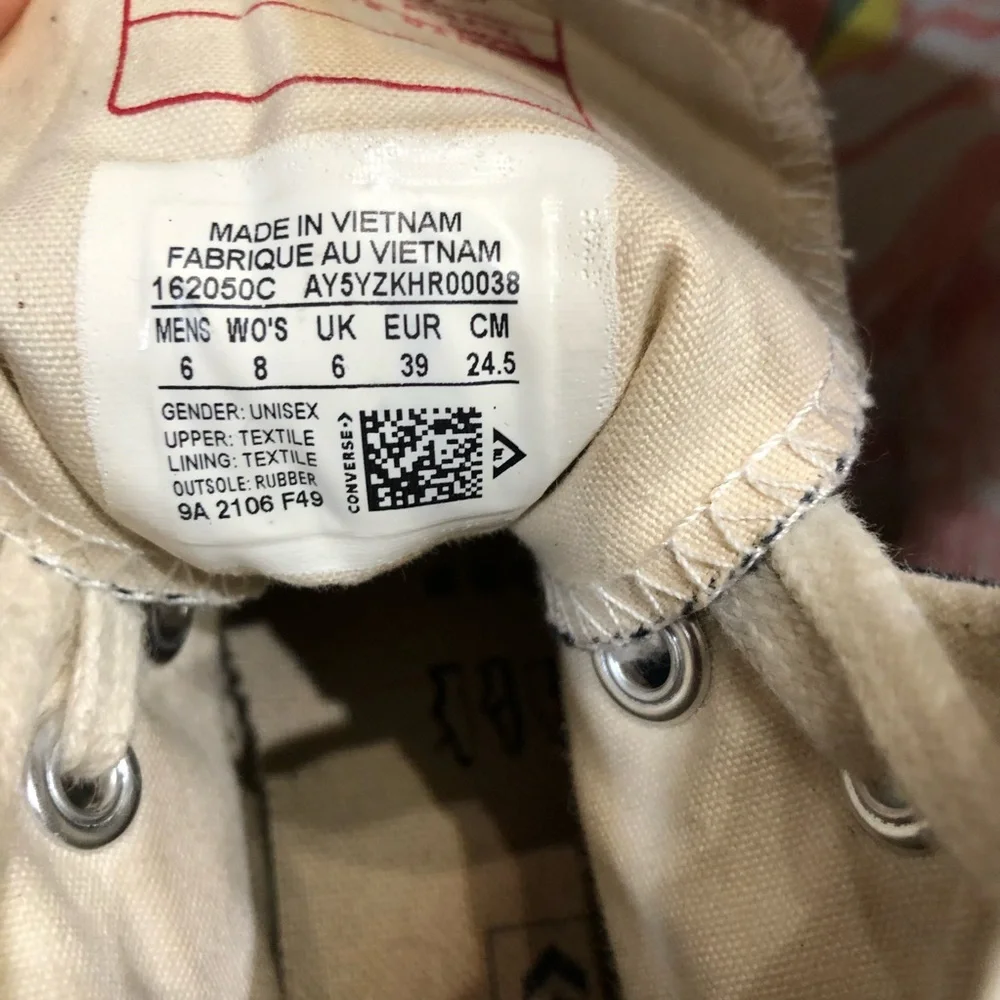 MADE IN VIETNAM
FABRIQUE AU VIETNAM
162050C AY5YZKHR00038
MENS WO'S UK EUR CM
6 8 6 39 24.5
GENDER: UNISEX
UPPER: TEXTILE
LINING: TEXTILE
OUTSOLE: RUBBER
9A 2106 F49
CONVERSE